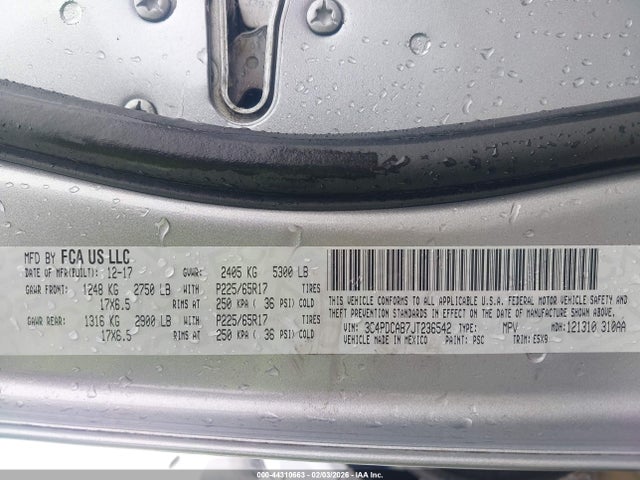 MFD BY FCA US LLC
DATE OF MFR(BUILT): 12-17 GVWR: 2405 KG 5300 LB
GAWR FRONT: 1248 KG 2750 LB WITH P225/65R17 TIRES
17X6.5 RIMS AT 250 KPA ( 36 PSI) COLD
GAWR REAR: 1316 KG 2900 LB WITH P225/65R17 TIRES
17X6.5 RIMS AT 250 KPA ( 36 PSI) COLD
THIS VEHICLE CONFORMS TO ALL APPLICABLE U.S.A. FEDERAL MOTOR VEHICLE SAFETY AND
THEFT PREVENTION STANDARDS IN EFFECT ON THE DATE OF MANUFACTURE SHOWN ABOVE.
VIN: 3C4PDCAB7JT236542 TYPE: MPV MDH: 121310 310AA
VEHICLE MADE IN MEXICO PAINT: PSC TRIM: E5X9
000-44310663 - 02/03/2026 - IAA Inc.